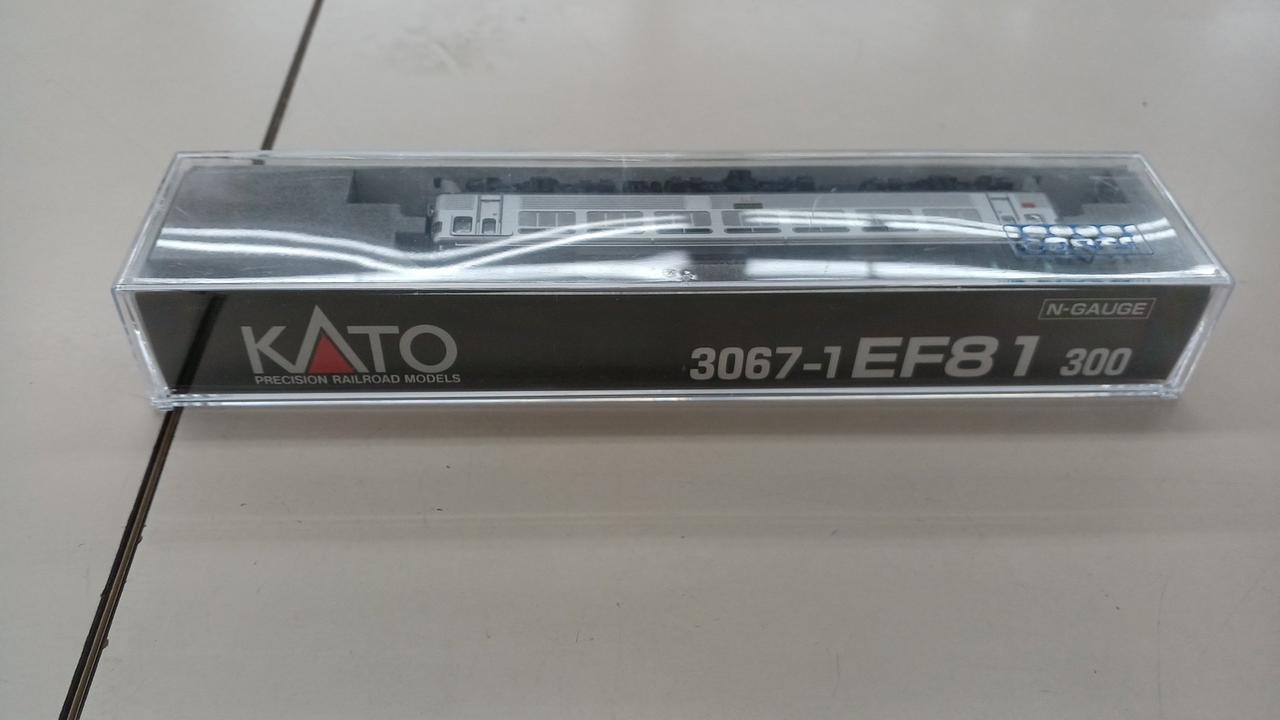 KATO
PRECISION RAILROAD MODELS
N-GAUGE
3067-1 EF81 300